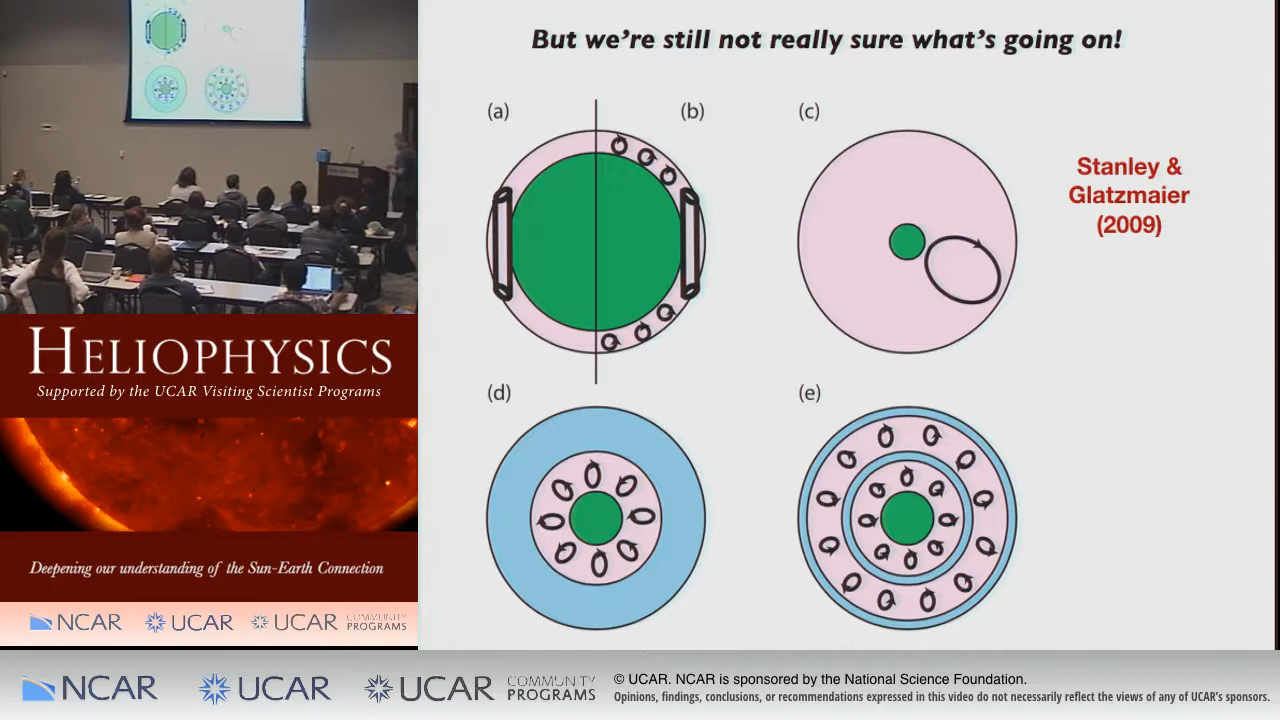 But we're still not really sure what's going on!
(a)
(b)
(c)
Stanley &
Glatzmaier
(2009)
(d)
(e)
HELIOPHYSICS
Supported by the UCAR Visiting Scientist Programs
Deepening our understanding of the Sun-Earth Connection
NCAR
UCAR
UCAR
COMMUNITY
PROGRAMS
NCAR
UCAR
UCAR
COMMUNITY
PROGRAMS
© UCAR. NCAR is sponsored by the National Science Foundation.
Opinions, findings, conclusions, or recommendations expressed in this video do not necessarily reflect the views of any of UCAR's sponsors.